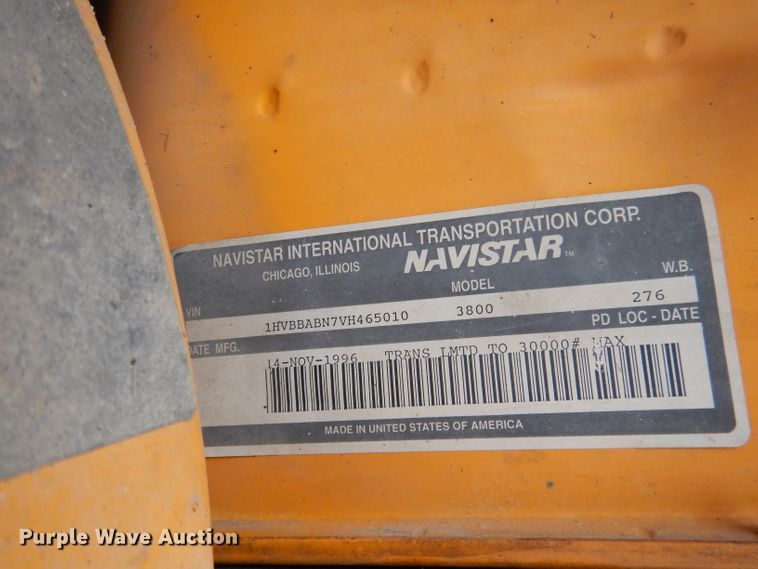 NAVISTAR INTERNATIONAL TRANSPORTATION CORP.
CHICAGO, ILLINOIS NAVISTAR™
VIN MODEL W.B.
1HVBBABN7VH465010 3800 276
DATE MFG. PD LOC - DATE
14-NOV-1996 TRANS LMTD TO 30000# MAX
MADE IN UNITED STATES OF AMERICA
Purple Wave Auction